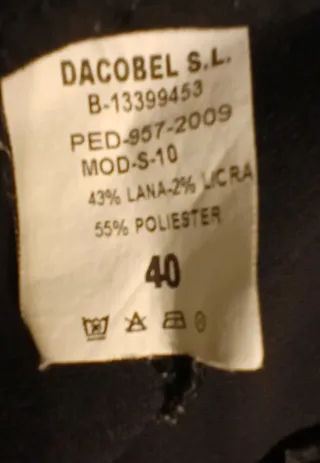 DACOBEL S.L.
B-13399453
PED-957-2009
MOD-S-10
43% LANA-2% LICRA
55% POLIESTER
40